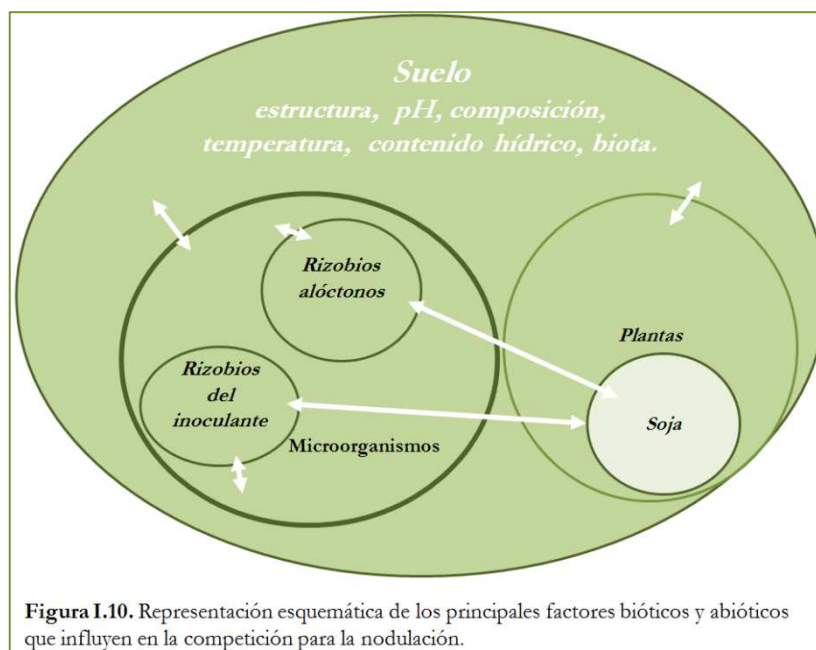 Suelo
estructura, pH, composición,
temperatura, contenido hídrico, biota.
Rizobios
alóctonos
Plantas
Rizobios
del
inoculante
Soja
Microorganismos
Figura I.10. Representación esquemática de los principales factores bióticos y abióticos
que influyen en la competición para la nodulación.